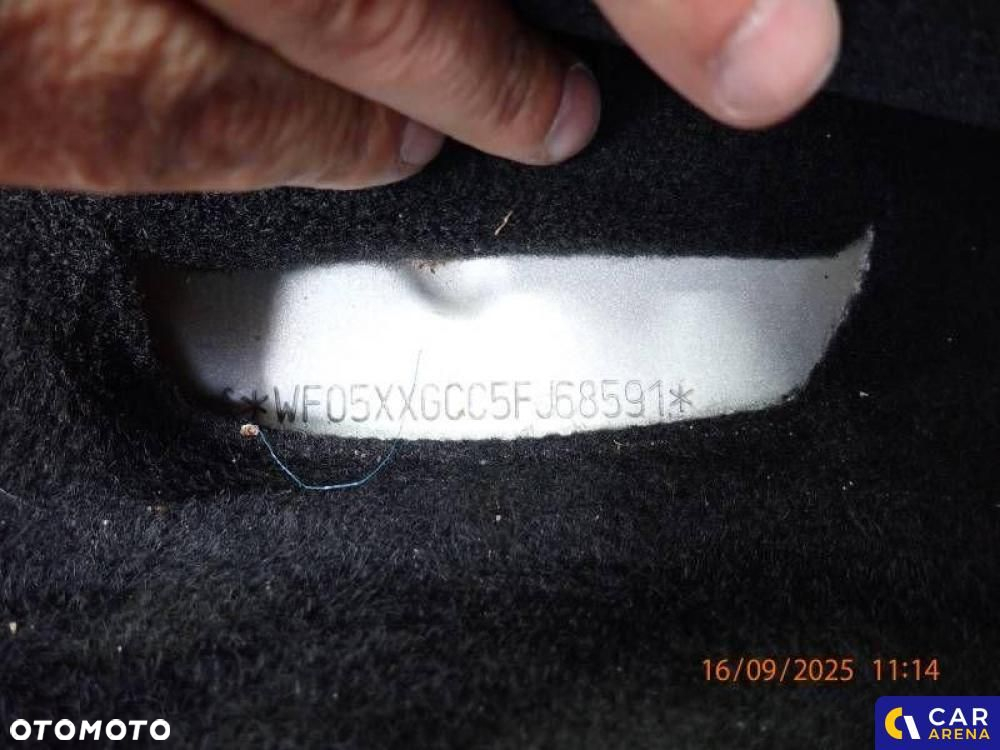 *WF05XXGCC5FJ68591*
16/09/2025 11:14
OTOMOTO
CAR
ARENA